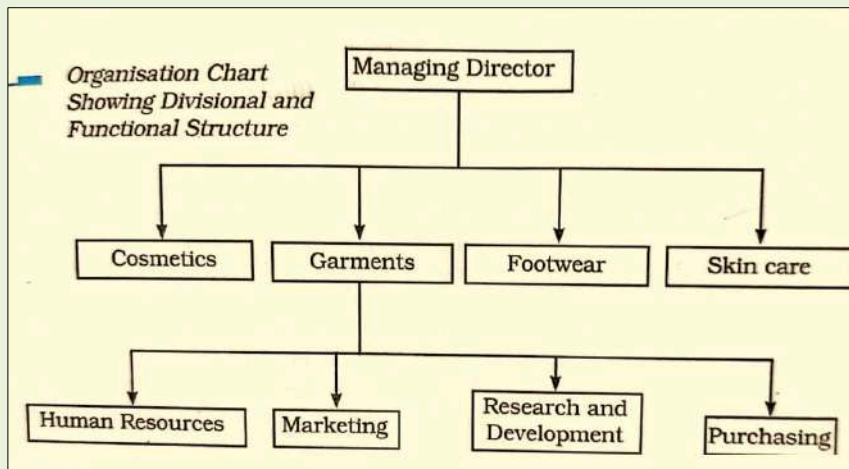 Organisation Chart
Showing Divisional and
Functional Structure
Managing Director
Cosmetics
Garments
Footwear
Skin care
Human Resources
Marketing
Research and
Development
Purchasing